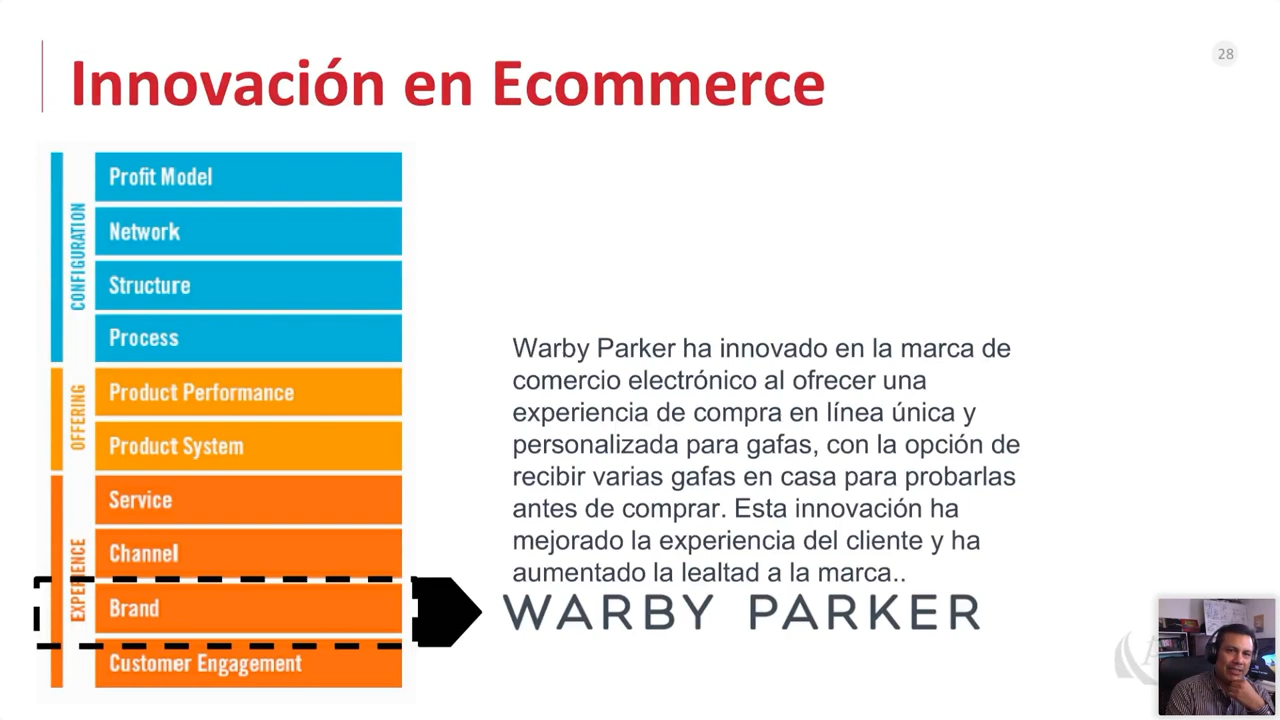 28
Innovación en Ecommerce
CONFIGURATION
Profit Model
Network
Structure
Process
OFFERING
Product Performance
Product System
EXPERIENCE
Service
Channel
Brand
Customer Engagement
Warby Parker ha innovado en la marca de
comercio electrónico al ofrecer una
experiencia de compra en línea única y
personalizada para gafas, con la opción de
recibir varias gafas en casa para probarlas
antes de comprar. Esta innovación ha
mejorado la experiencia del cliente y ha
aumentado la lealtad a la marca..
WARBY PARKER